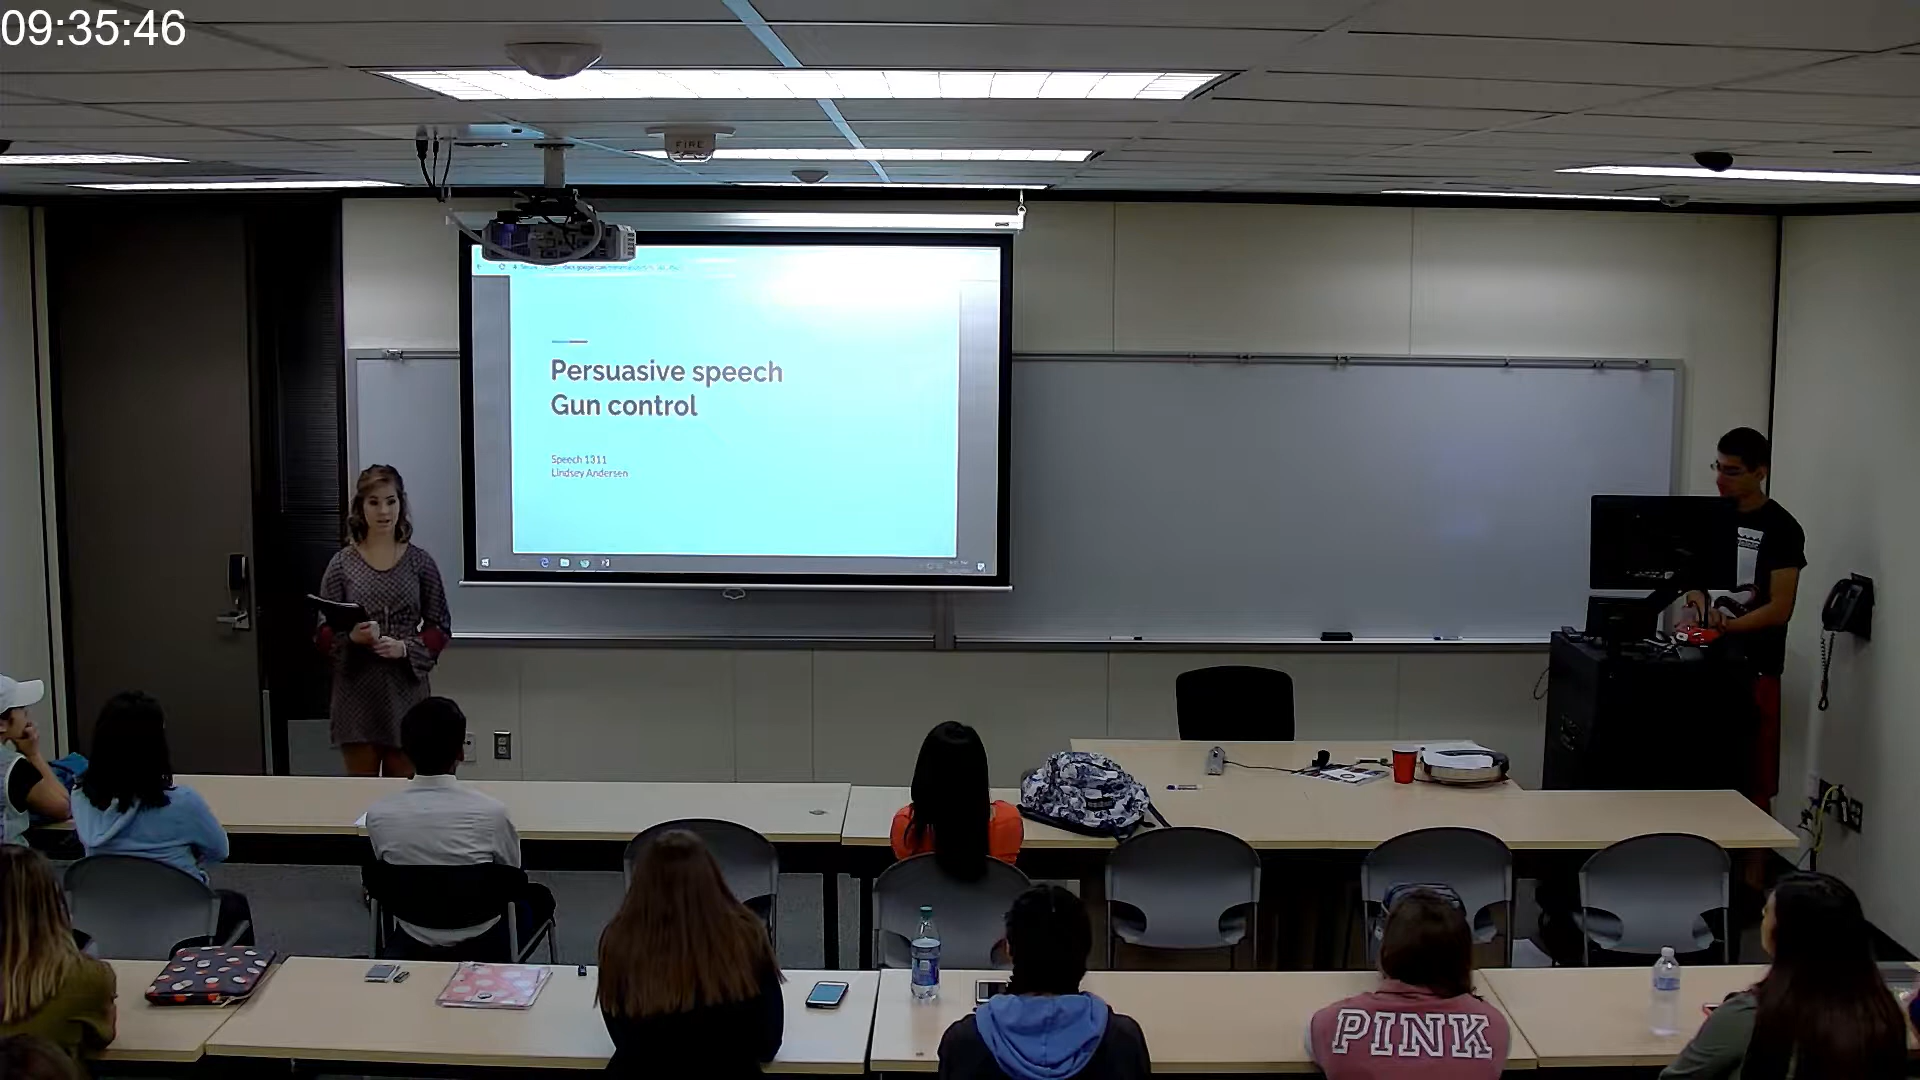 09:35:46
FIRE
Persuasive speech
Gun control
Speech 1311
Lindsey Andersen
PINK